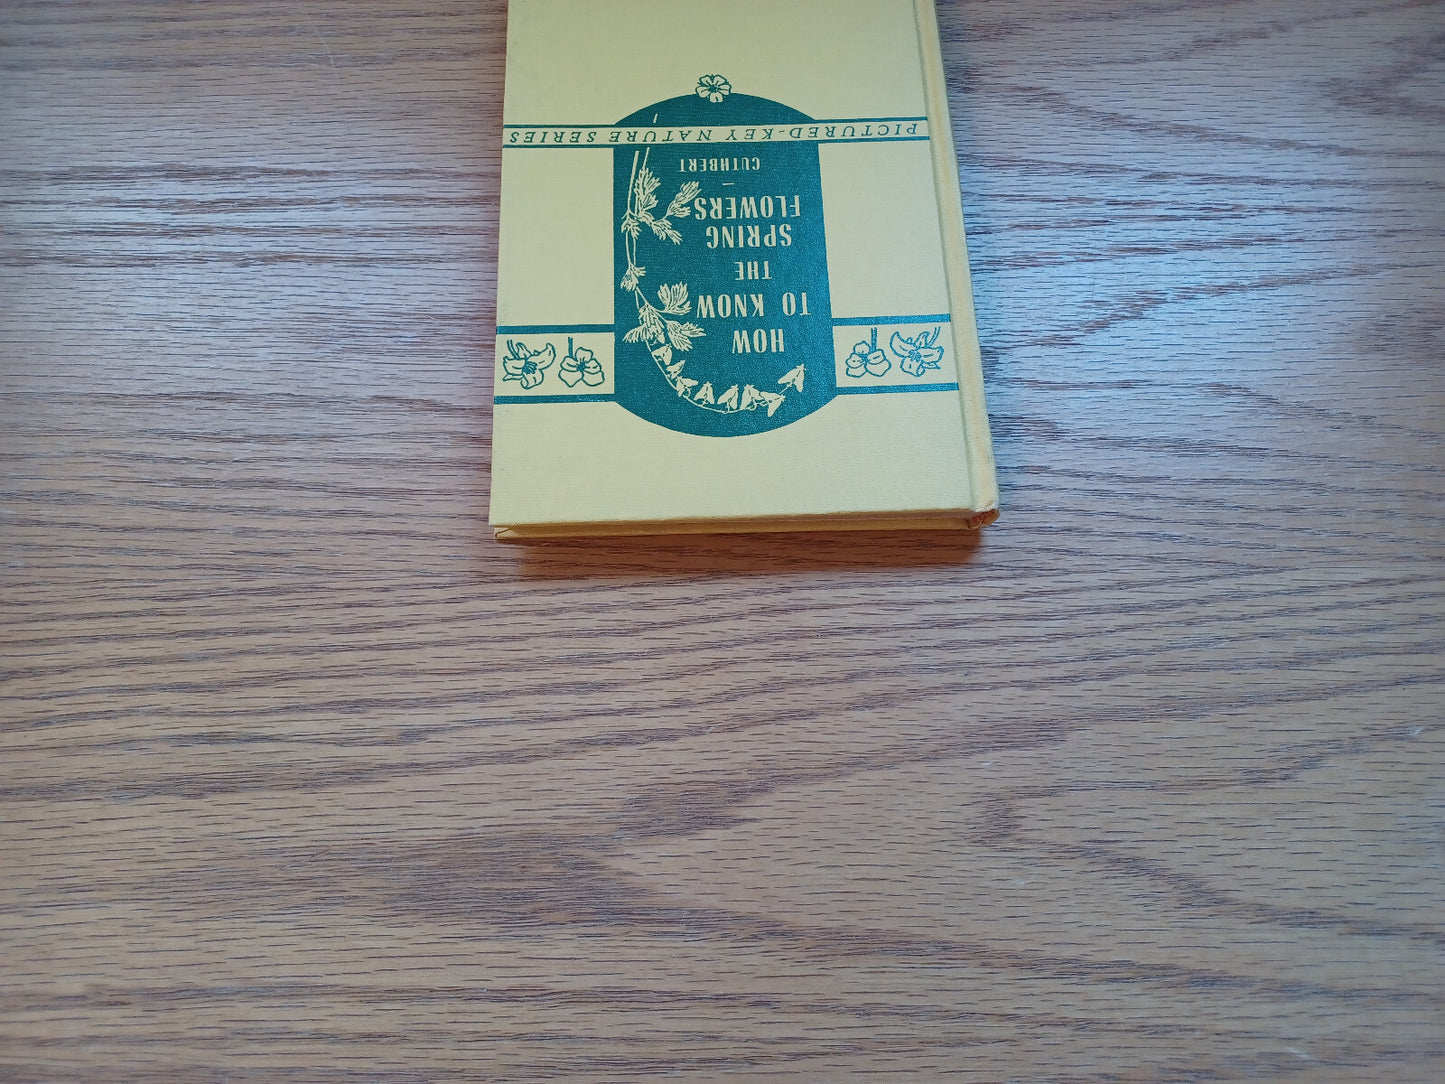 HOW
TO KNOW
THE
SPRING
FLOWERS
CUTHBERT
PICTURED-KEY NATURE SERIES